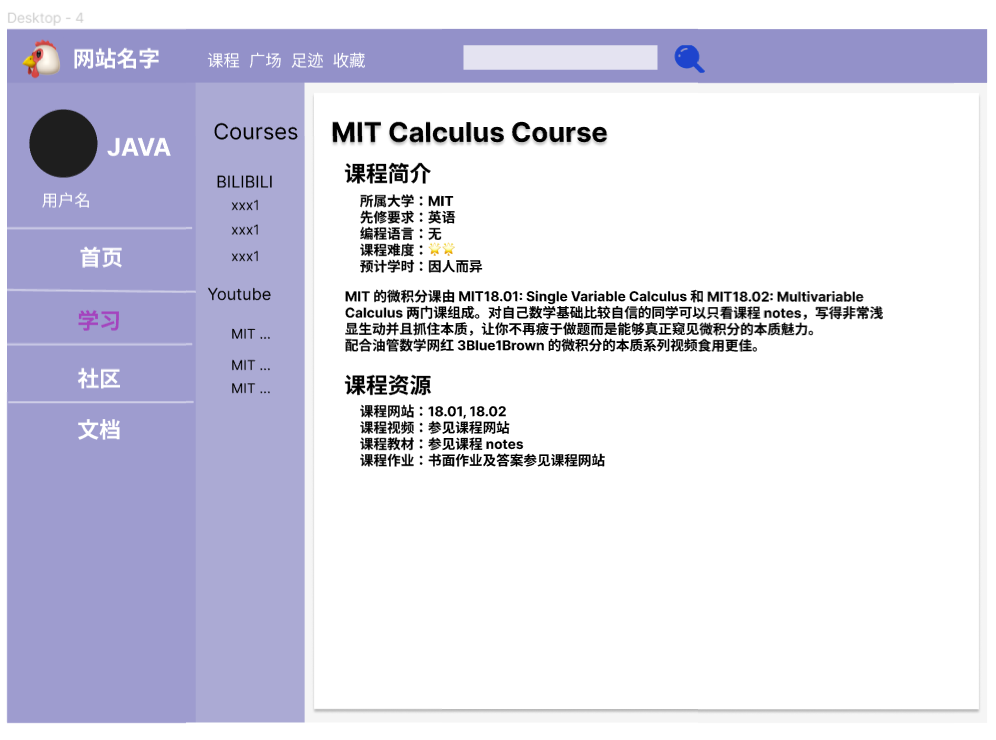 Desktop - 4
网站名字
课程 广场 足迹 收藏
JAVA
用户名
首页
学习
社区
文档
Courses
BILIBILI
xxx1
xxx1
xxx1
Youtube
MIT ...
MIT ...
MIT ...
MIT Calculus Course
课程简介
所属大学：MIT
先修要求：英语
编程语言：无
课程难度：🌟🌟
预计学时：因人而异
MIT 的微积分课由 MIT18.01: Single Variable Calculus 和 MIT18.02: Multivariable
Calculus 两门课组成。对自己数学基础比较自信的同学可以只看课程 notes，写得非常浅
显生动并且抓住本质，让你不再疲于做题而是能够真正窥见微积分的本质魅力。
配合油管数学网红 3Blue1Brown 的微积分的本质系列视频食用更佳。
课程资源
课程网站：18.01, 18.02
课程视频：参见课程网站
课程教材：参见课程 notes
课程作业：书面作业及答案参见课程网站